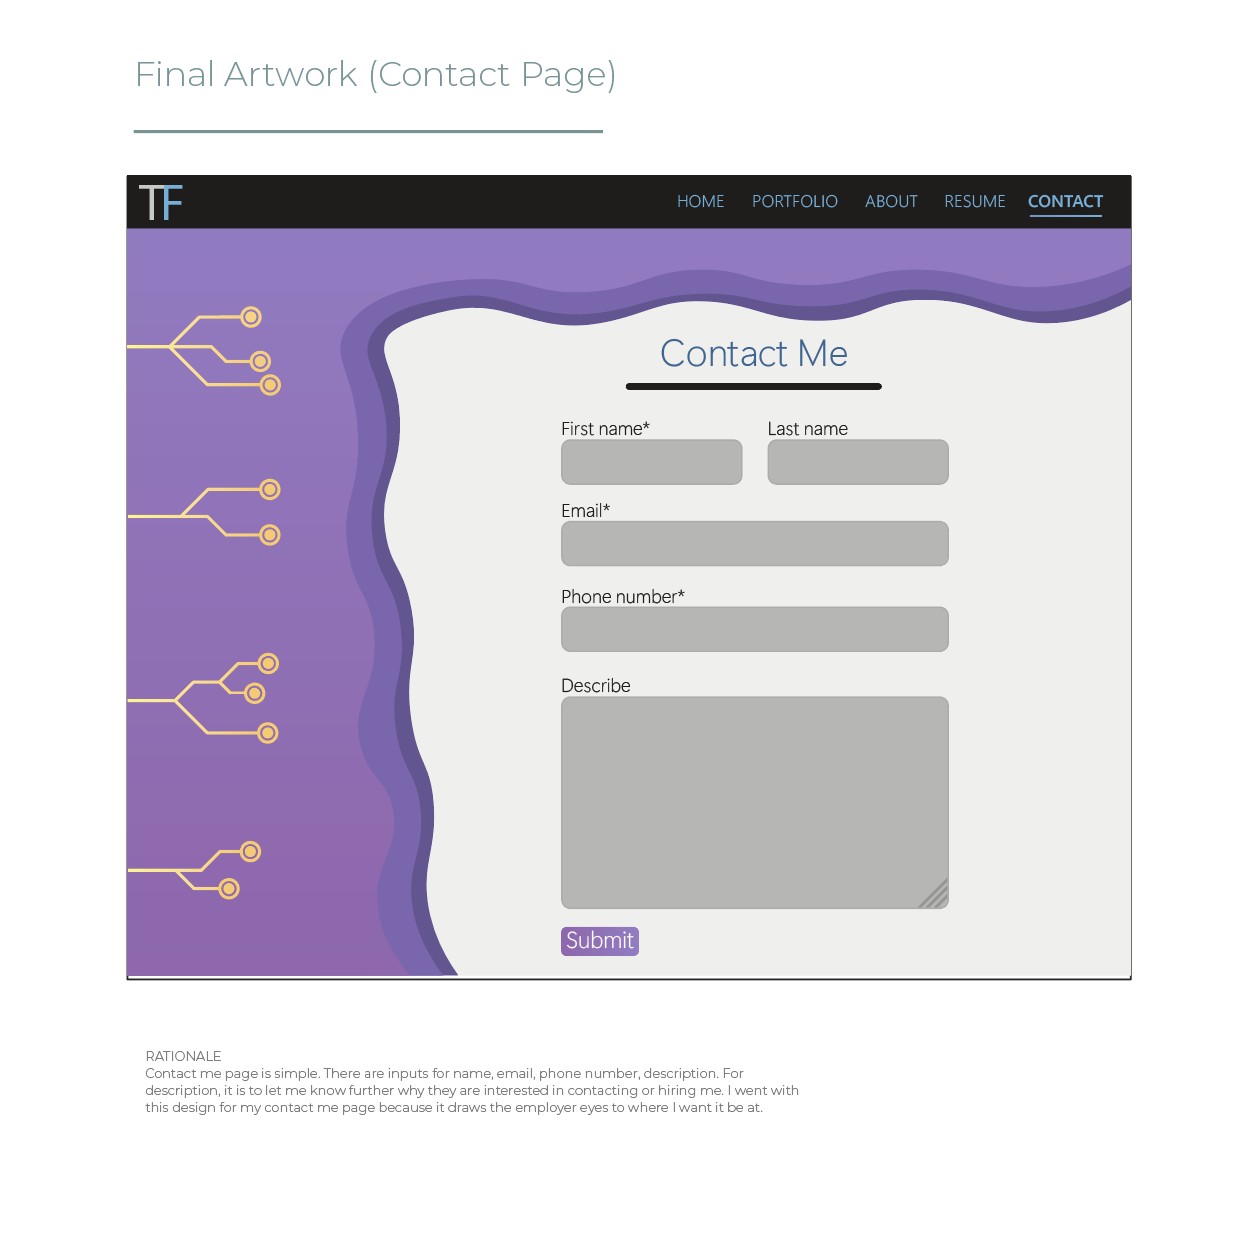 Final Artwork (Contact Page)
TF
HOME PORTFOLIO ABOUT RESUME CONTACT
Contact Me
First name* Last name
Email*
Phone number*
Describe
Submit
RATIONALE
Contact me page is simple. There are inputs for name, email, phone number, description. For
description, it is to let me know further why they are interested in contacting or hiring me. I went with
this design for my contact me page because it draws the employer eyes to where I want it be at.